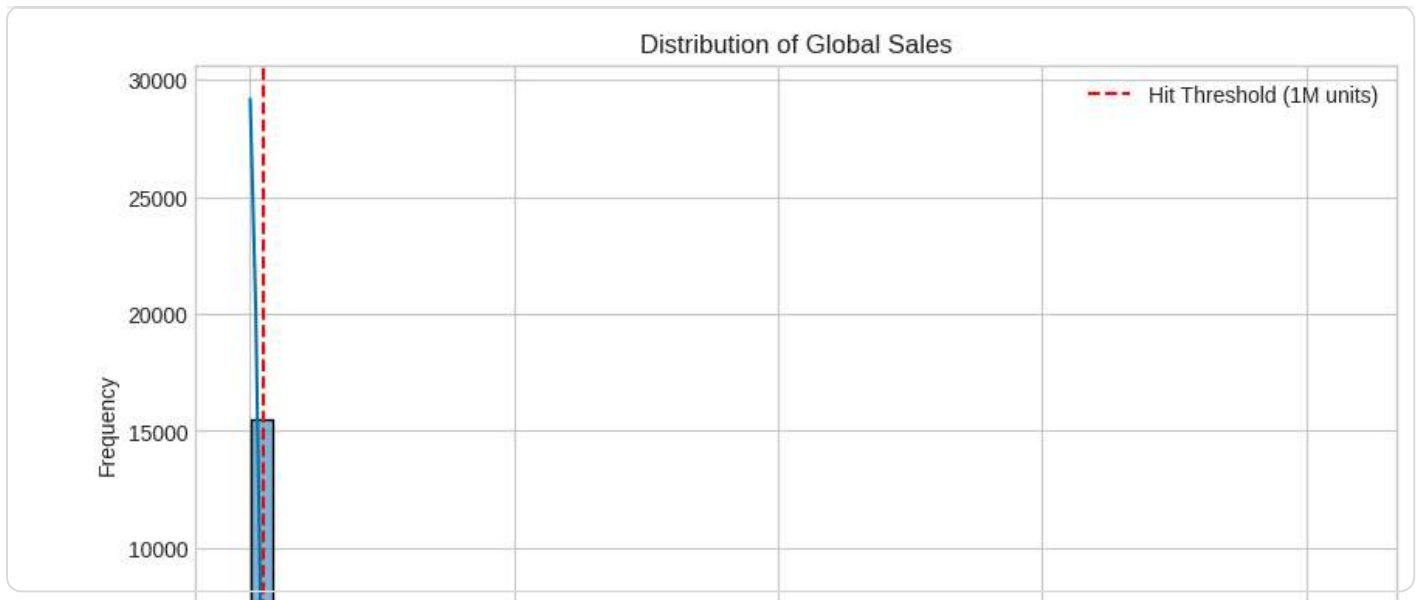 Distribution of Global Sales
30000
Hit Threshold (1M units)
25000
20000
Frequency
15000
10000